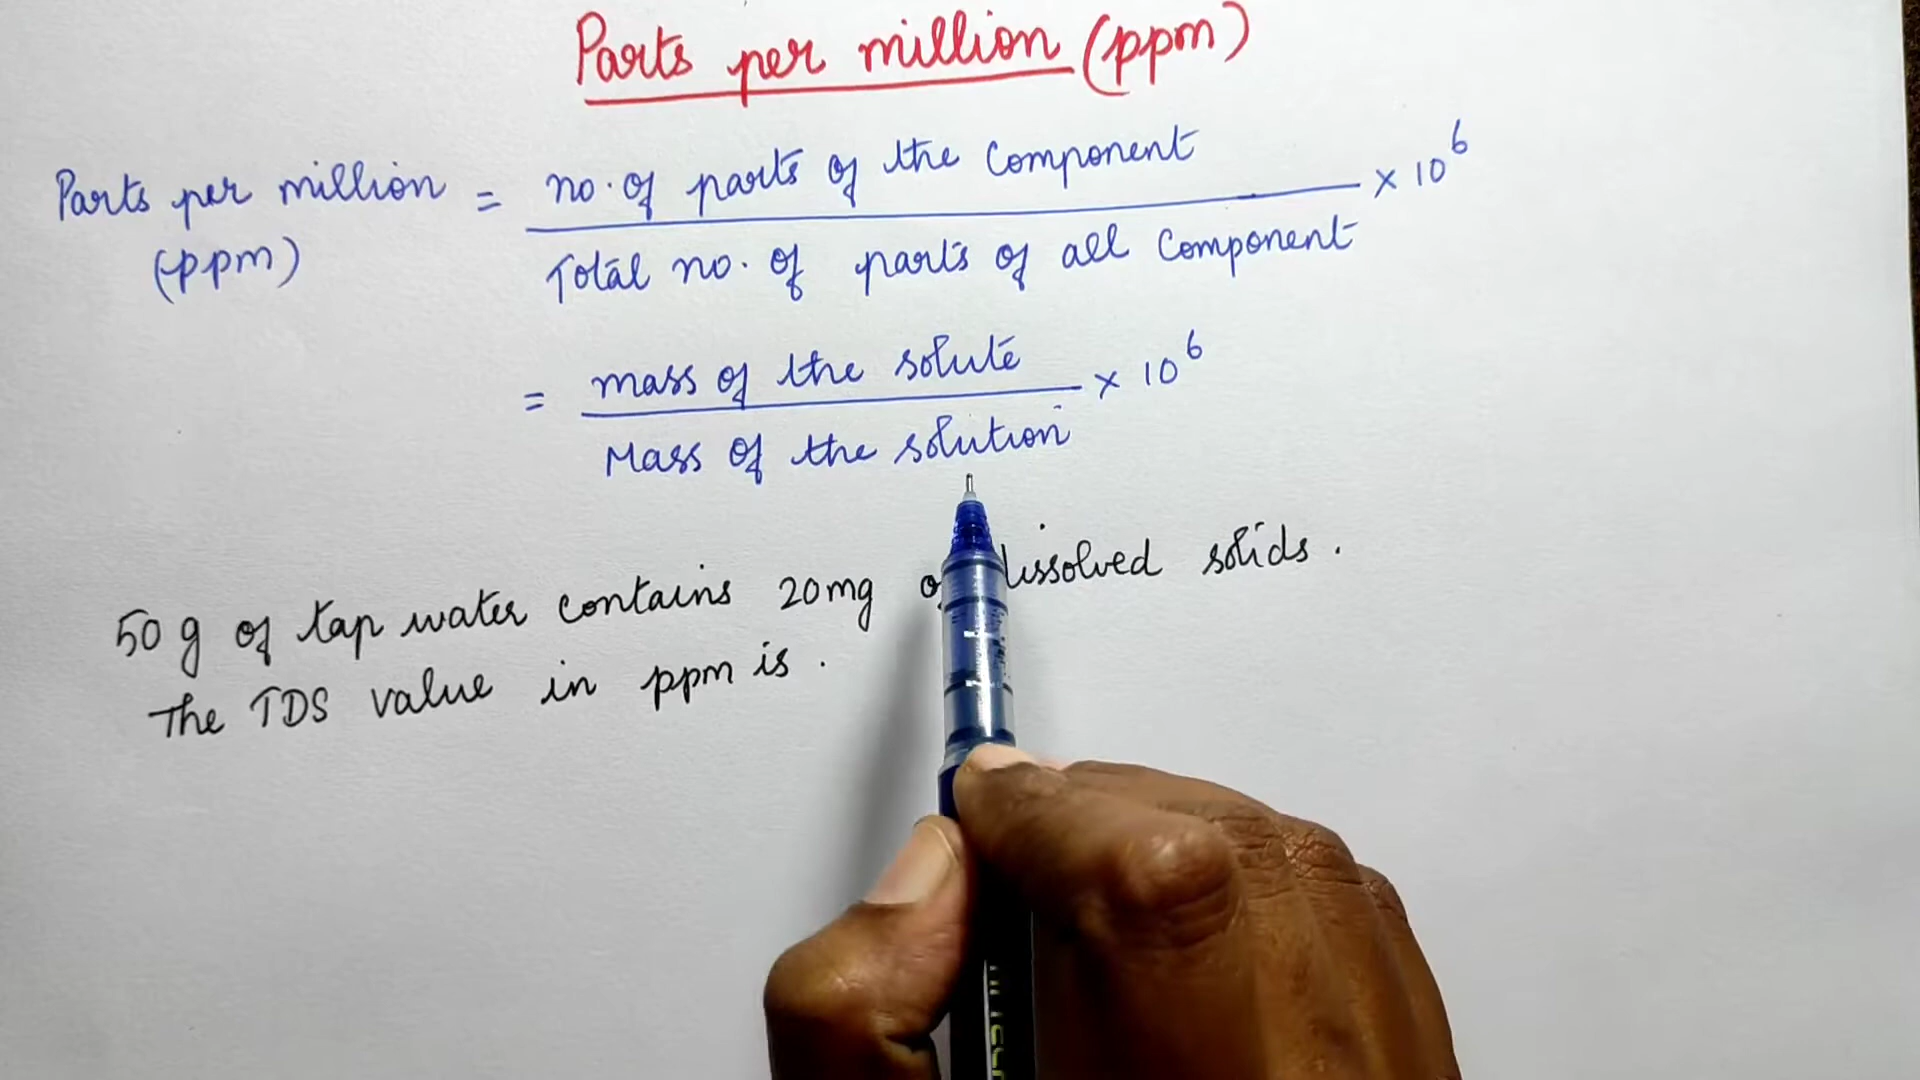 Parts per million (ppm)
Parts per million = no. of parts of the component × 10⁶
(ppm) Total no. of parts of all component
= mass of the solute × 10⁶
Mass of the solution
50 g of tap water contains 20mg dissolved solids.
The TDS value in ppm is.